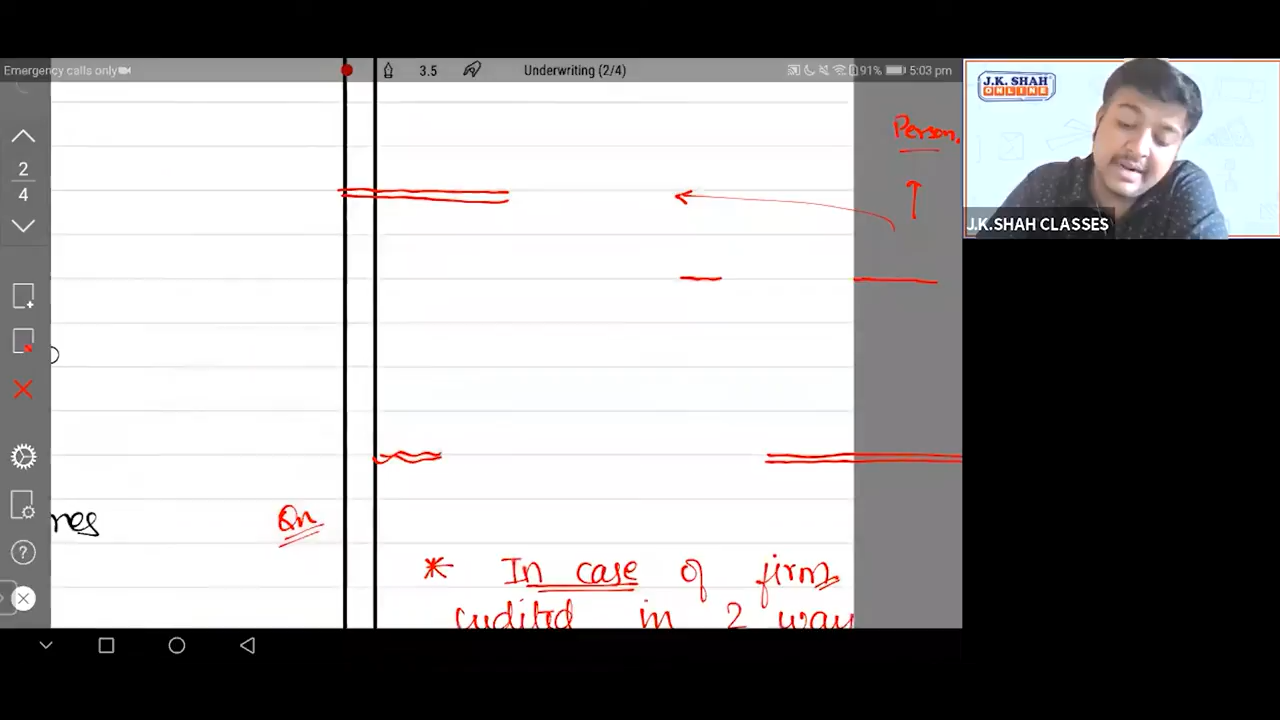 Emergency calls only
3.5
Underwriting (2/4)
91%
5:03 pm
J.K. SHAH
ONLINE
Person.
2
4
J.K.SHAH CLASSES
res
Qn
* In case of firm
cudited in 2 way